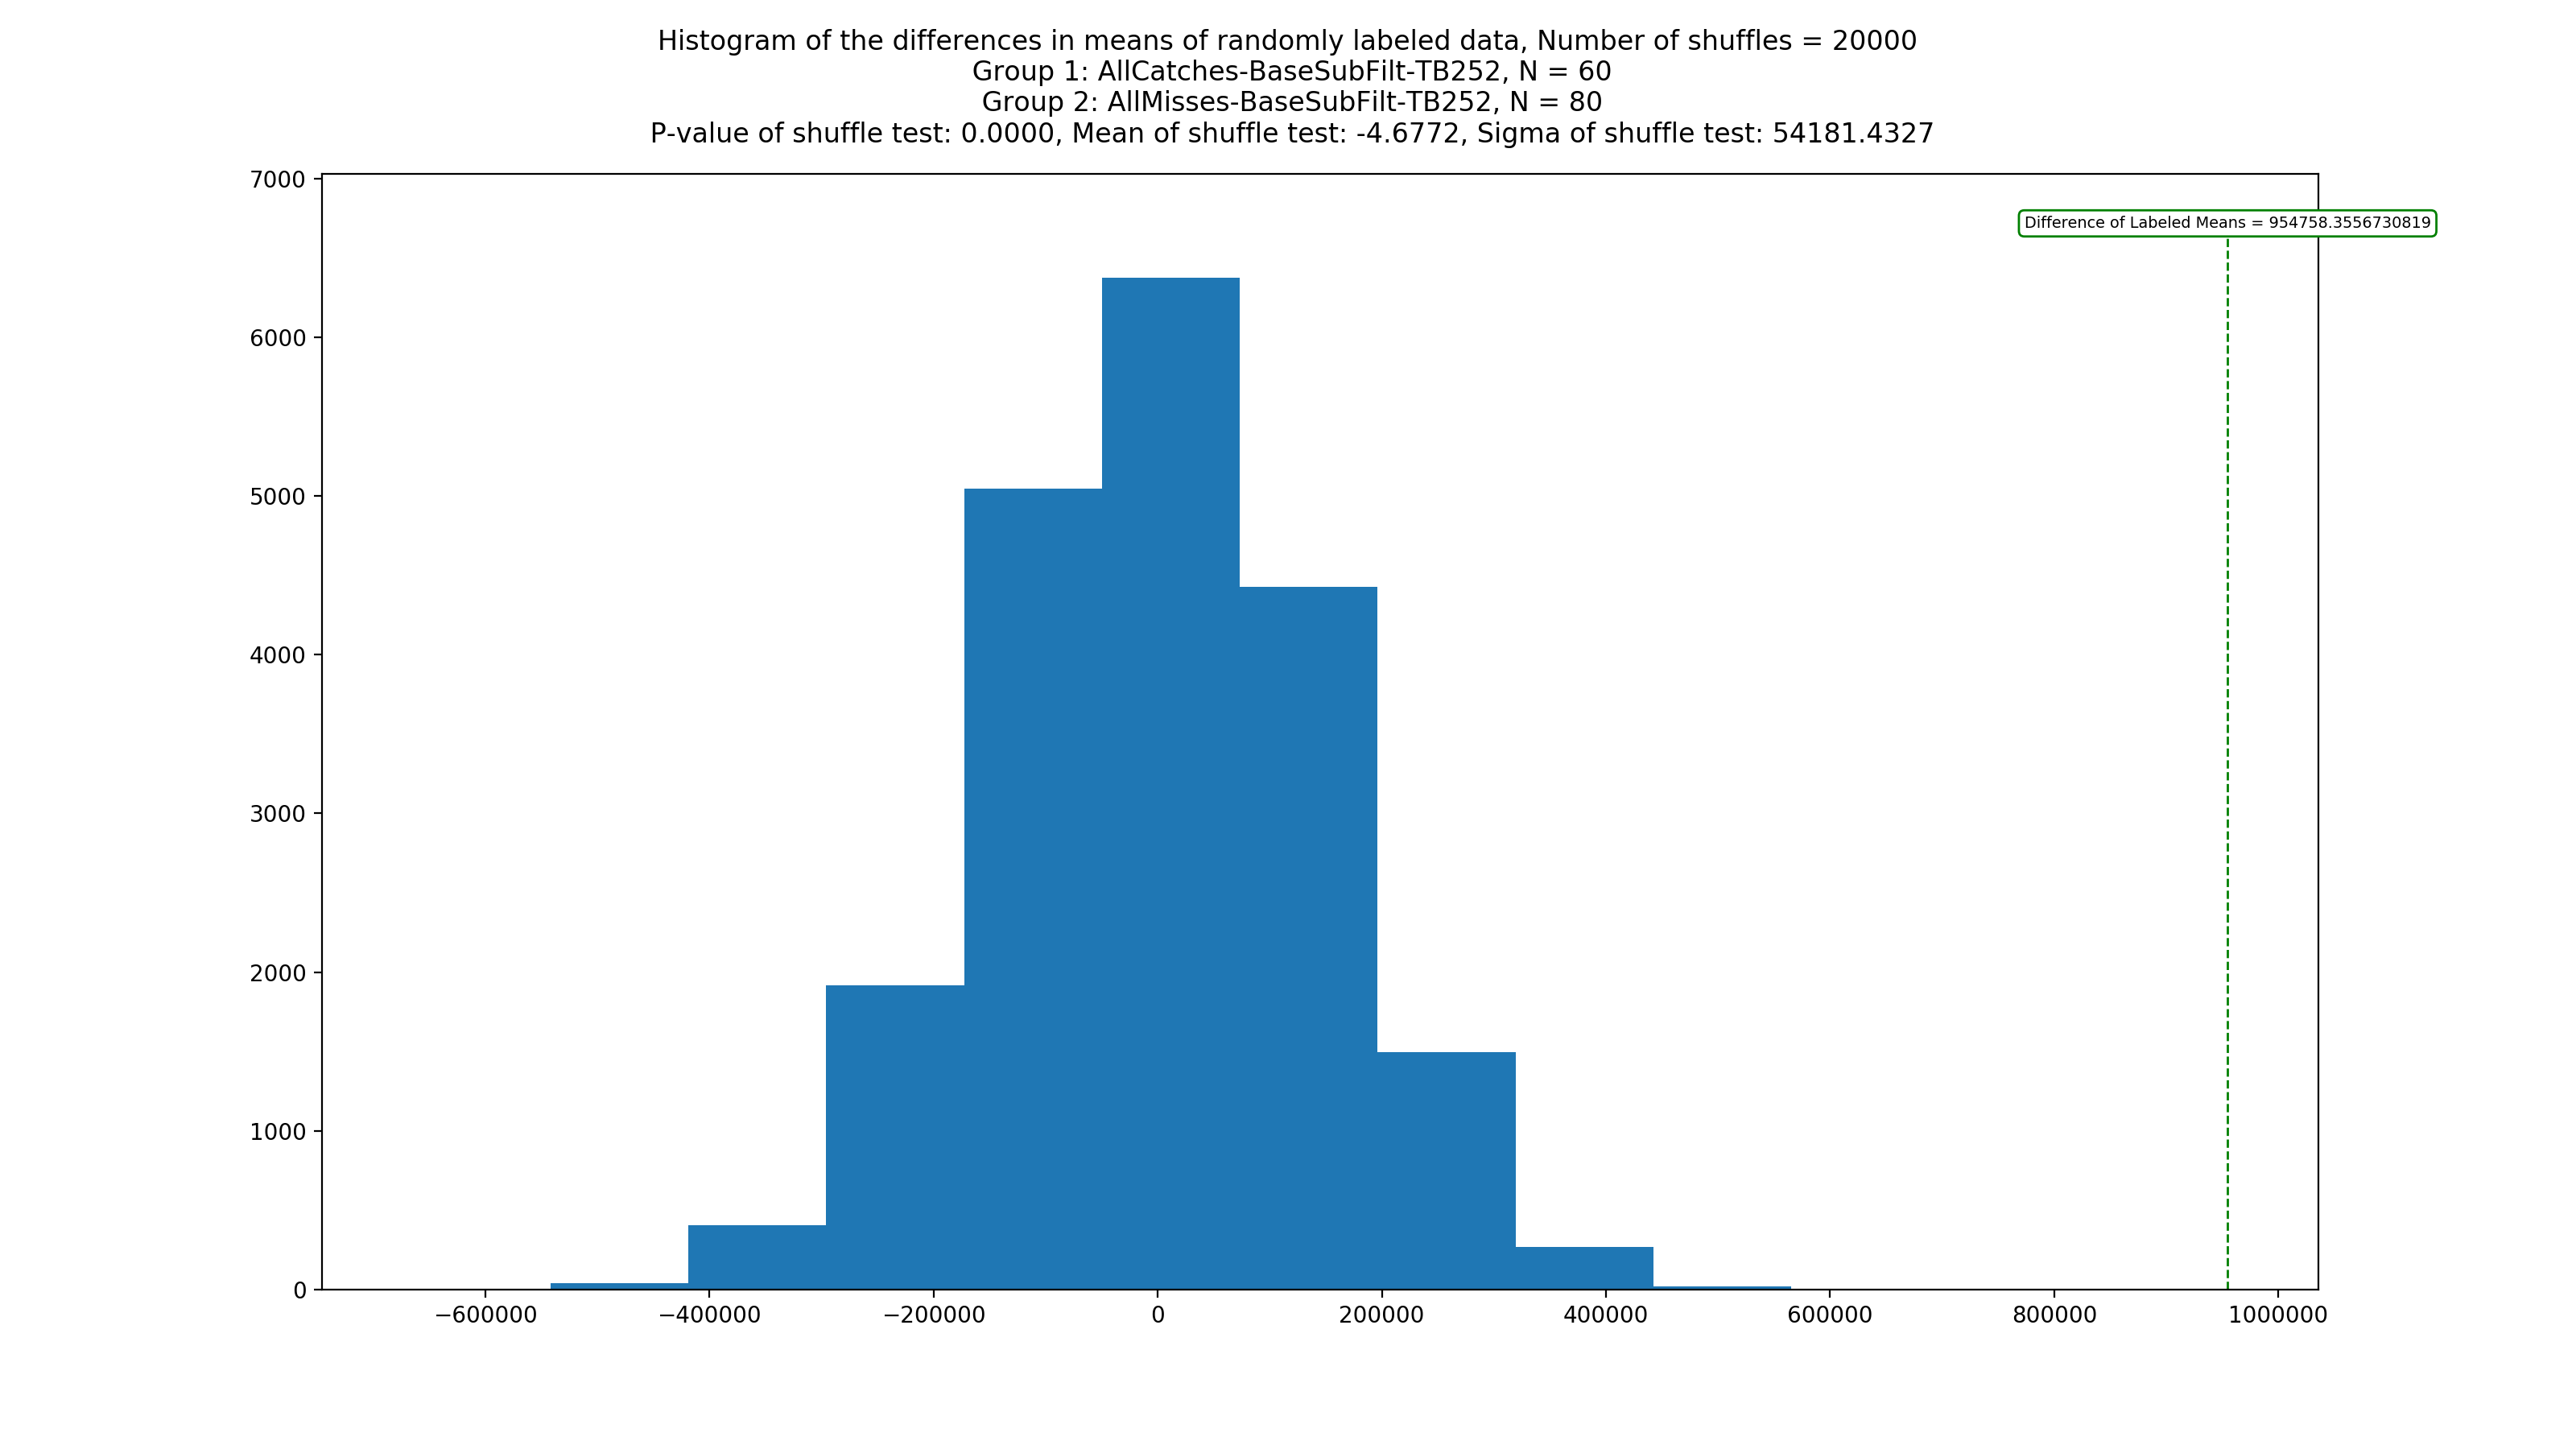 Histogram of the differences in means of randomly labeled data, Number of shuffles = 20000
Group 1: AllCatches-BaseSubFilt-TB252, N = 60
Group 2: AllMisses-BaseSubFilt-TB252, N = 80
P-value of shuffle test: 0.0000, Mean of shuffle test: -4.6772, Sigma of shuffle test: 54181.4327
7000
Difference of Labeled Means = 954758.3556730819
6000
5000
4000
3000
2000
1000
0
−600000 −400000 −200000 0 200000 400000 600000 800000 1000000